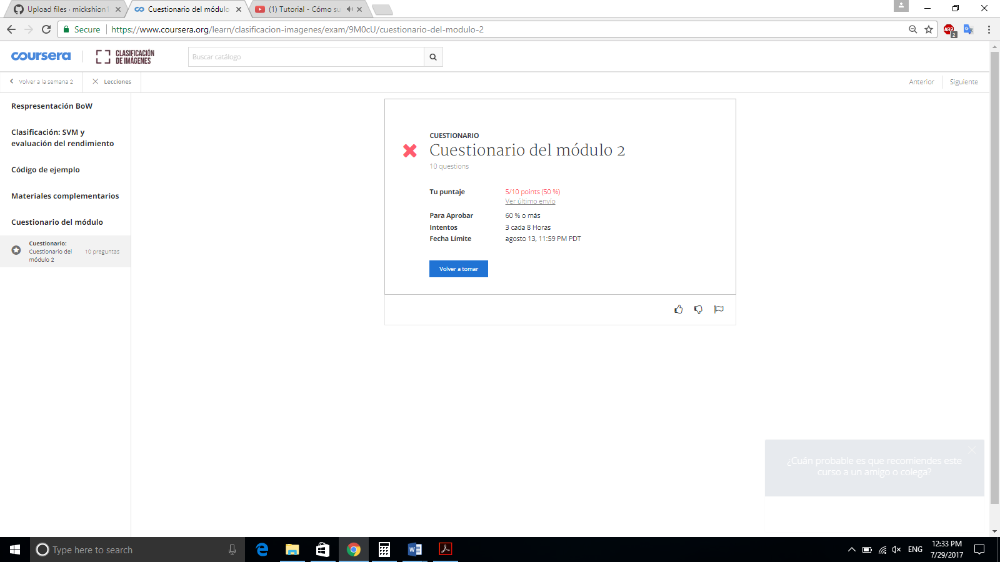 Upload files · mickshion1
Cuestionario del módulo
(1) Tutorial - Cómo su
Secure
https://www.coursera.org/learn/clasificacion-imagenes/exam/9M0cU/cuestionario-del-modulo-2
ABP
2
coursera
CLASIFICACIÓN
DE IMÁGENES
Buscar catálogo
Volver a la semana 2
Lecciones
Anterior
Siguiente
Respresentación BoW
Clasificación: SVM y
evaluación del rendimiento
Código de ejemplo
Materiales complementarios
Cuestionario del módulo
Cuestionario:
Cuestionario del
módulo 2
10 preguntas
CUESTIONARIO
Cuestionario del módulo 2
10 questions
Tu puntaje
5/10 points (50 %)
Ver último envío
Para Aprobar
60 % o más
Intentos
3 cada 8 Horas
Fecha Límite
agosto 13, 11:59 PM PDT
Volver a tomar
¿Cuán probable es que recomiendes este
curso a un amigo o colega?
Type here to search
ENG
12:33 PM
7/29/2017